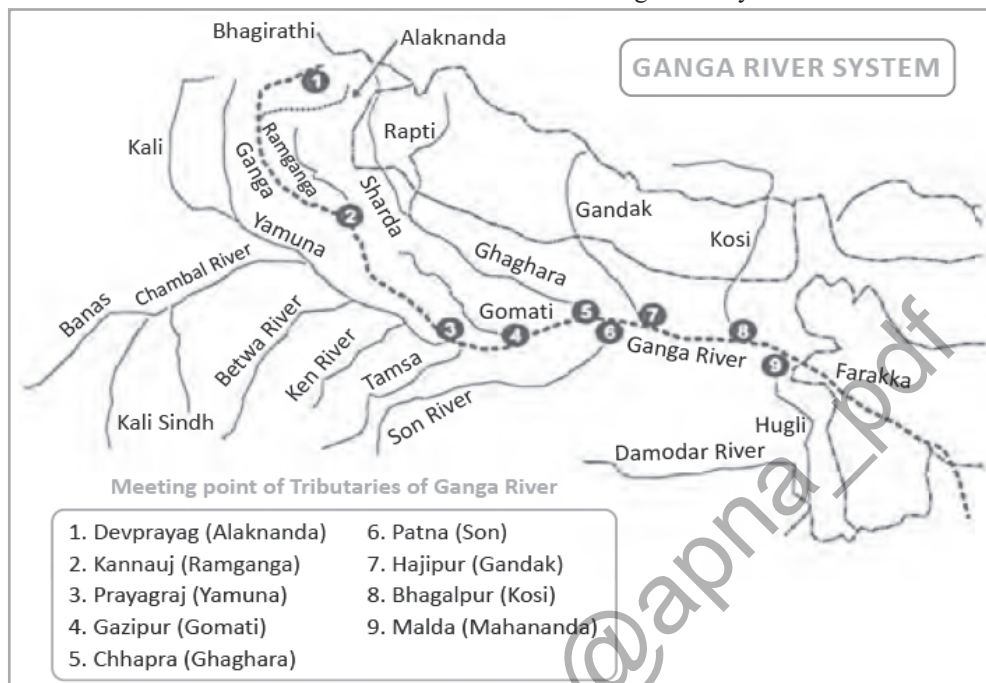 Bhagirathi
Alaknanda
GANGA RIVER SYSTEM
1
Kali
Ganga
Ramganga
Rapti
Sharda
2
Gandak
Kosi
Yamuna
Ghaghara
Chambal River
Banas
Betwa River
Ken River
Gomati
3
4
5
6
7
8
9
Tamsa
Ganga River
Farakka
Kali Sindh
Son River
Hugli
Damodar River
Meeting point of Tributaries of Ganga River
1. Devprayag (Alaknanda)
2. Kannauj (Ramganga)
3. Prayagraj (Yamuna)
4. Gazipur (Gomati)
5. Chhapra (Ghaghara)
6. Patna (Son)
7. Hajipur (Gandak)
8. Bhagalpur (Kosi)
9. Malda (Mahananda)
@apna_pdf